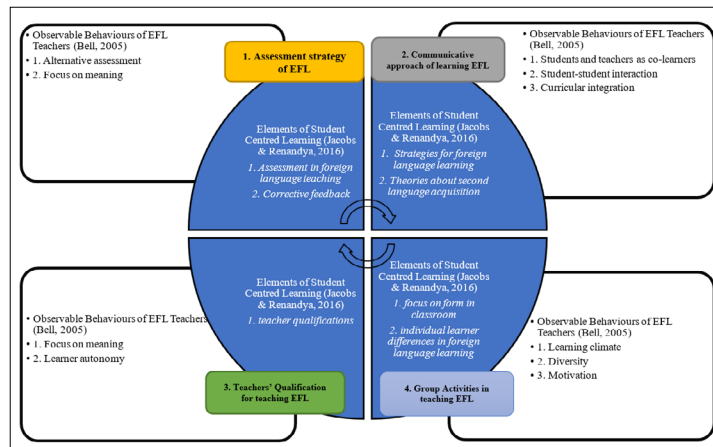 • Observable Behaviours of EFL
Teachers (Bell, 2005)
• 1. Alternative assessment
• 2. Focus on meaning
1. Assessment strategy
of EFL
2. Communicative
approach of learning EFL
• Observable Behaviours of EFL Teachers
(Bell, 2005)
• 1. Students and teachers as co-learners
• 2. Student-student interaction
• 3. Curricular integration
Elements of Student
Centred Learning (Jacobs
& Renandya, 2016)
1. Assessment in foreign
language teaching
2. Corrective feedback
Elements of Student
Centred Learning (Jacobs
& Renandya, 2016)
1. Strategies for foreign
language learning
2. Theories about second
language acquisition
• Observable Behaviours of EFL Teachers
(Bell, 2005)
• 1. Focus on meaning
• 2. Learner autonomy
Elements of Student
Centred Learning (Jacobs
& Renandya, 2016)
1. teacher qualifications
3. Teachers' Qualification
for teaching EFL
Elements of Student
Centred Learning (Jacobs &
Renandya, 2016)
1. focus on form in
classroom
2. individual learner
differences in foreign
language learning
4. Group Activities in
teaching EFL
• Observable Behaviours of EFL
Teachers (Bell, 2005)
• 1. Learning climate
• 2. Diversity
• 3. Motivation